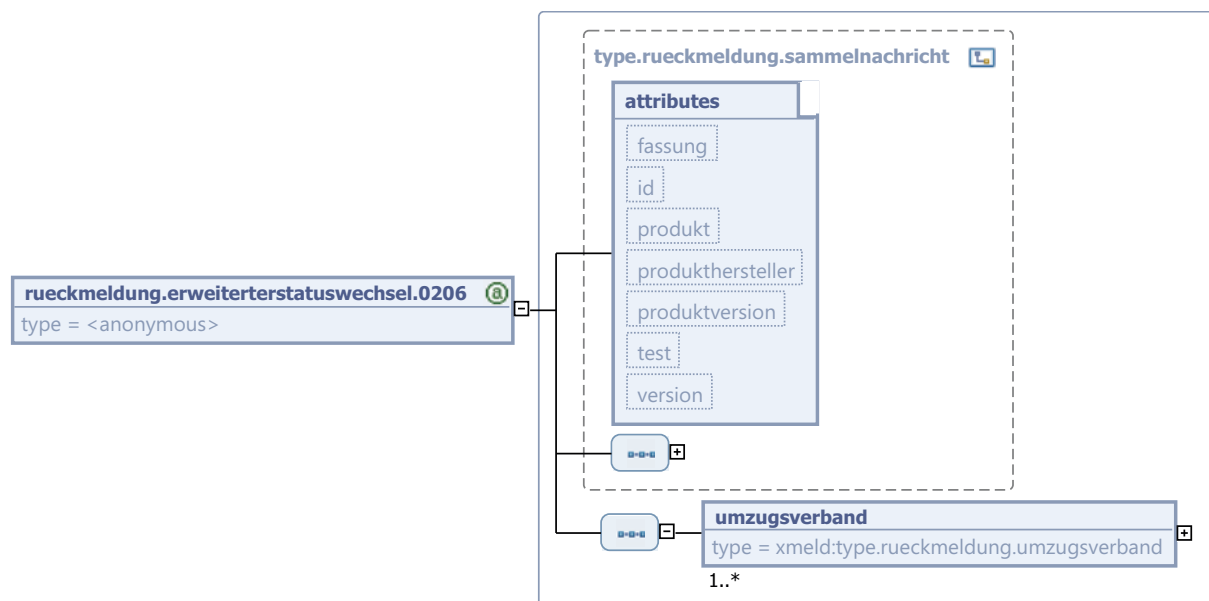 type.rueckmeldung.sammelnachricht
attributes
fassung
id
produkt
produkthersteller
produktversion
test
version
rueckmeldung.erweiterterstatuswechsel.0206 @
type = <anonymous>
umzugsverband
type = xmeld:type.rueckmeldung.umzugsverband
1..*